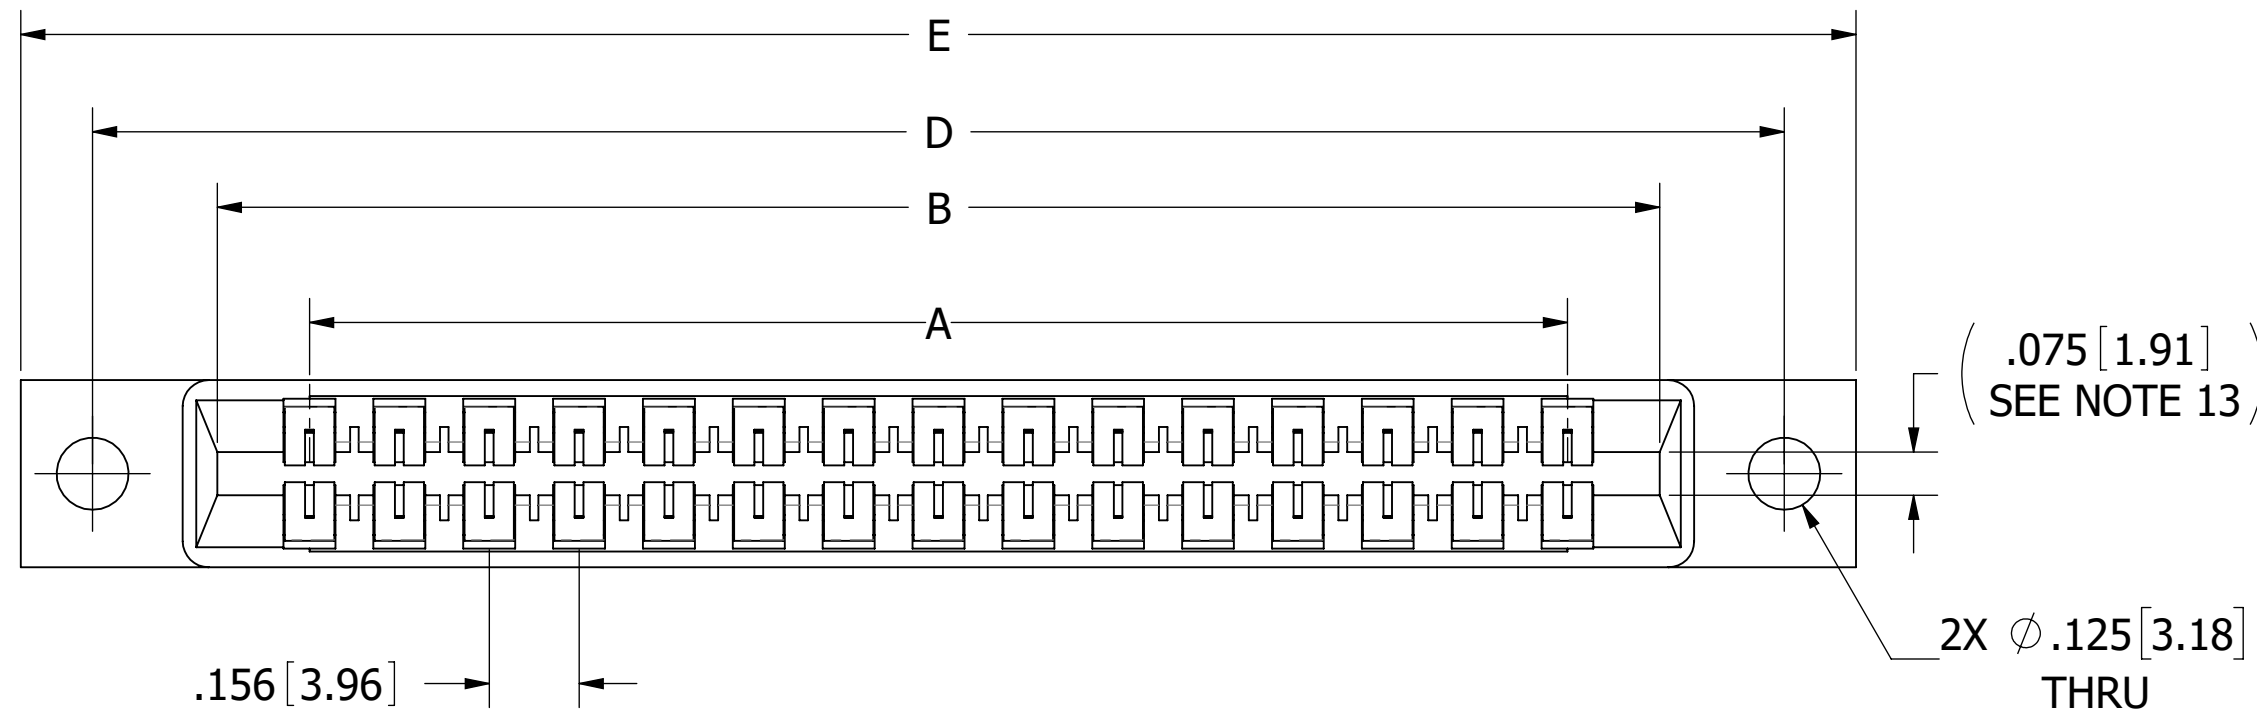 E
D
B
A
.075 [1.91]
SEE NOTE 13
2X ∅ .125 [3.18]
THRU
.156 [3.96]